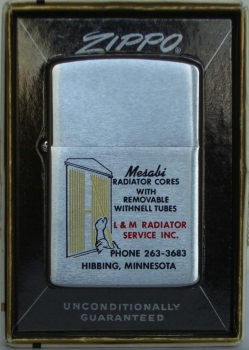 ZIPPO
Mesabi
RADIATOR CORES
WITH
REMOVABLE
WITHNELL TUBES
L & M RADIATOR
SERVICE INC.
PHONE 263-3683
HIBBING, MINNESOTA
UNCONDITIONALLY
GUARANTEED